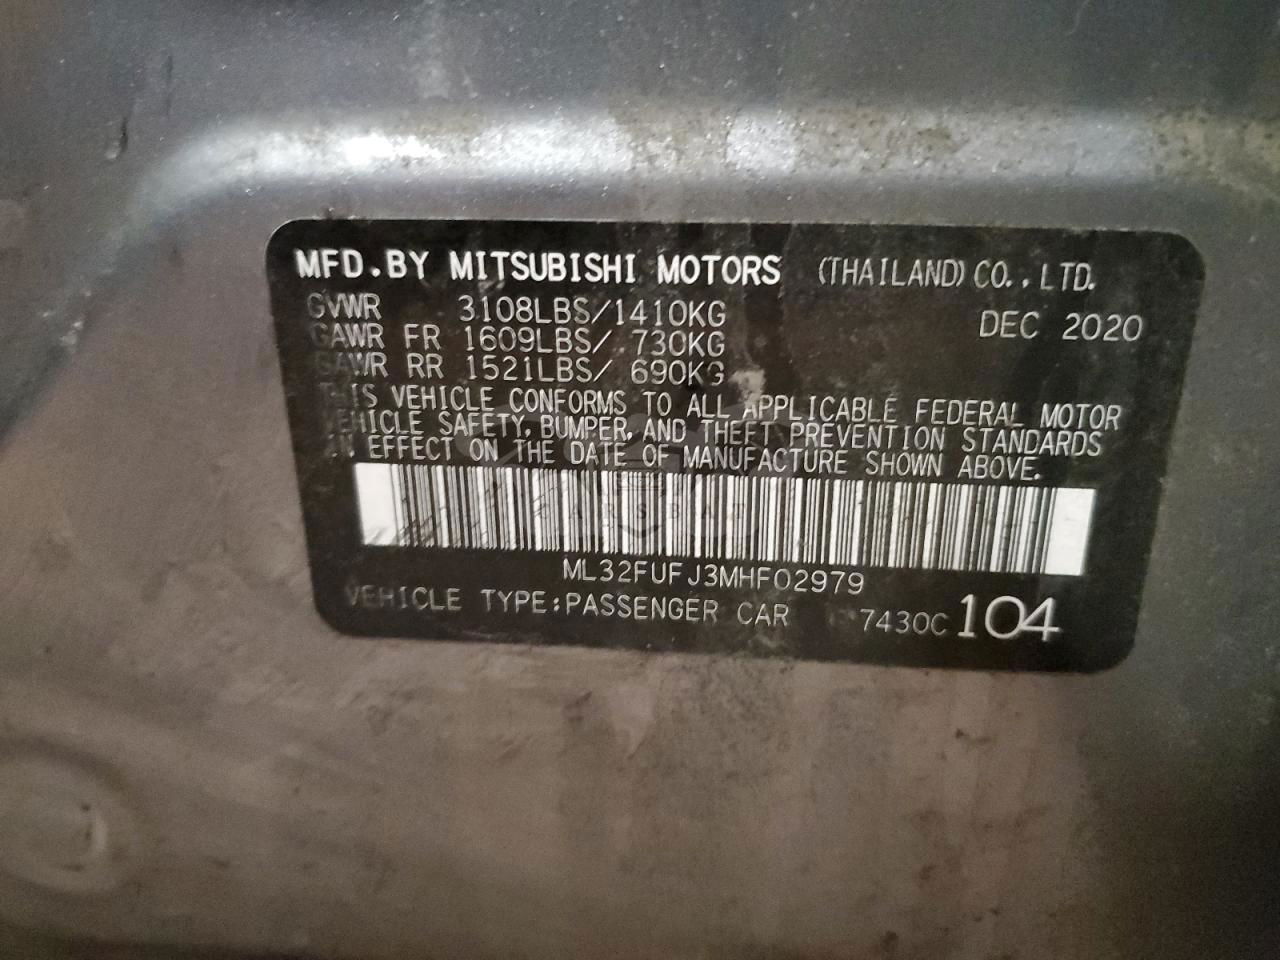 MFD.BY MITSUBISHI MOTORS (THAILAND) CO.,LTD.
GVWR 3108LBS/1410KG DEC 2020
GAWR FR 1609LBS/ 730KG
GAWR RR 1521LBS/ 690KG
THIS VEHICLE CONFORMS TO ALL APPLICABLE FEDERAL MOTOR
VEHICLE SAFETY, BUMPER, AND THEFT PREVENTION STANDARDS
IN EFFECT ON THE DATE OF MANUFACTURE SHOWN ABOVE.
ML32FUFJ3MHF02979
VEHICLE TYPE:PASSENGER CAR 7430C 104